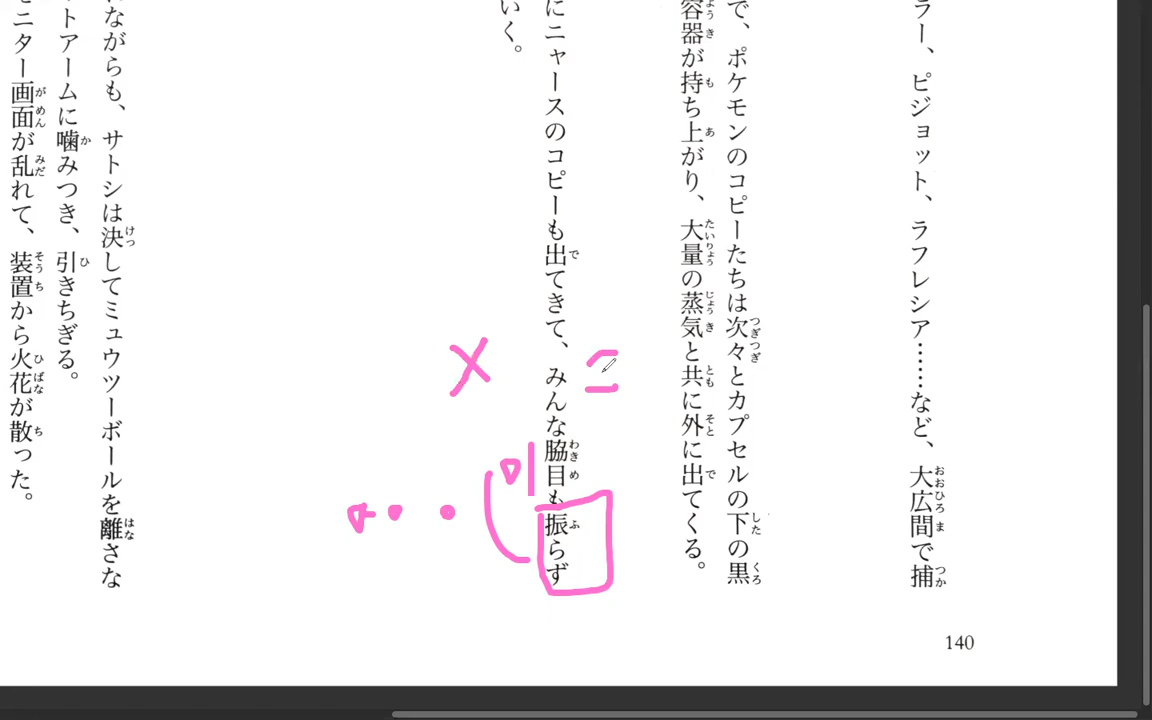 ラー、ピジョット、ラフレシア……など、大広間で捕
で、ポケモンのコピーたちは次々とカプセルの下の黒
容器が持ち上がり、大量の蒸気と共に外に出てくる。
にニャースのコピーも出てきて、みんな脇目も振らず
いく。
ながらも、サトシは決してミュウツーボールを離さな
トアームに噛みつき、引きちぎる。
ニター画面が乱れて、装置から火花が散った。
이
140